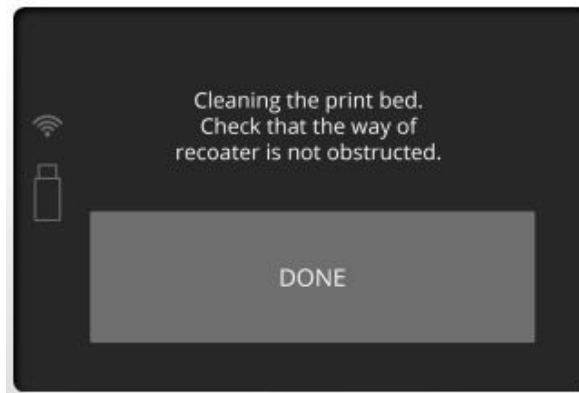 Cleaning the print bed.
Check that the way of
recoater is not obstructed.
DONE